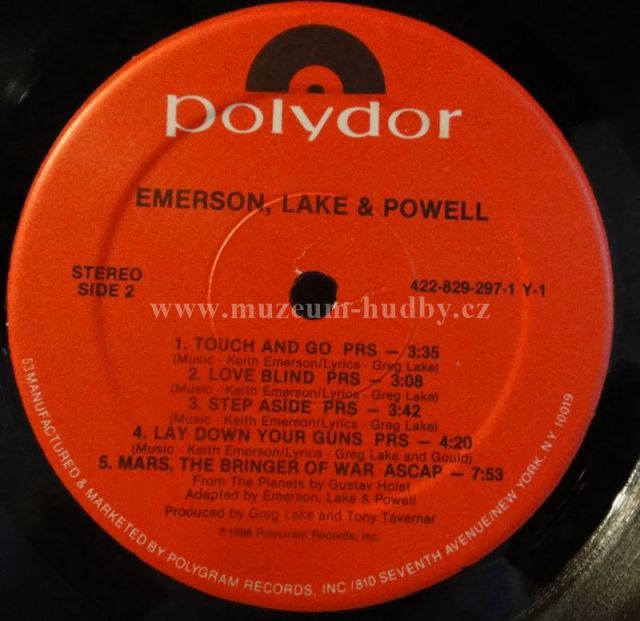 polydor
EMERSON, LAKE & POWELL
STEREO
SIDE 2
422-829-297-1 Y-1
www.muzeum-hudby.cz
1. TOUCH AND GO PRS — 3:35
(Music - Keith Emerson/Lyrics - Greg Lake)
2. LOVE BLIND PRS — 3:08
(Music - Keith Emerson/Lyrics - Greg Lake)
3. STEP ASIDE PRS — 3:42
(Music - Keith Emerson/Lyrics - Greg Lake)
4. LAY DOWN YOUR GUNS PRS — 4:20
(Music - Keith Emerson/Lyrics - Greg Lake and Gould)
5. MARS, THE BRINGER OF WAR ASCAP — 7:53
From The Planets by Gustav Holst
Adapted by Emerson, Lake & Powell
Produced by Greg Lake and Tony Tavernar
℗1986 PolyGram Records, Inc.
53 MANUFACTURED & MARKETED BY POLYGRAM RECORDS, INC /810 SEVENTH AVENUE/NEW YORK, N.Y. 10019